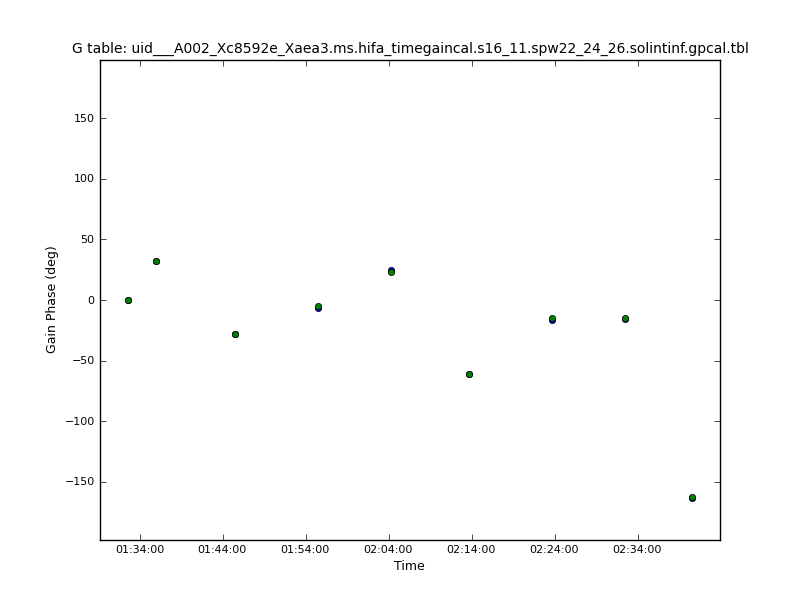 G table: uid___A002_Xc8592e_Xaea3.ms.hifa_timegaincal.s16_11.spw22_24_26.solintinf.gpcal.tbl
Gain Phase (deg)
150
100
50
0
−50
−100
−150
01:34:00 01:44:00 01:54:00 02:04:00 02:14:00 02:24:00 02:34:00
Time